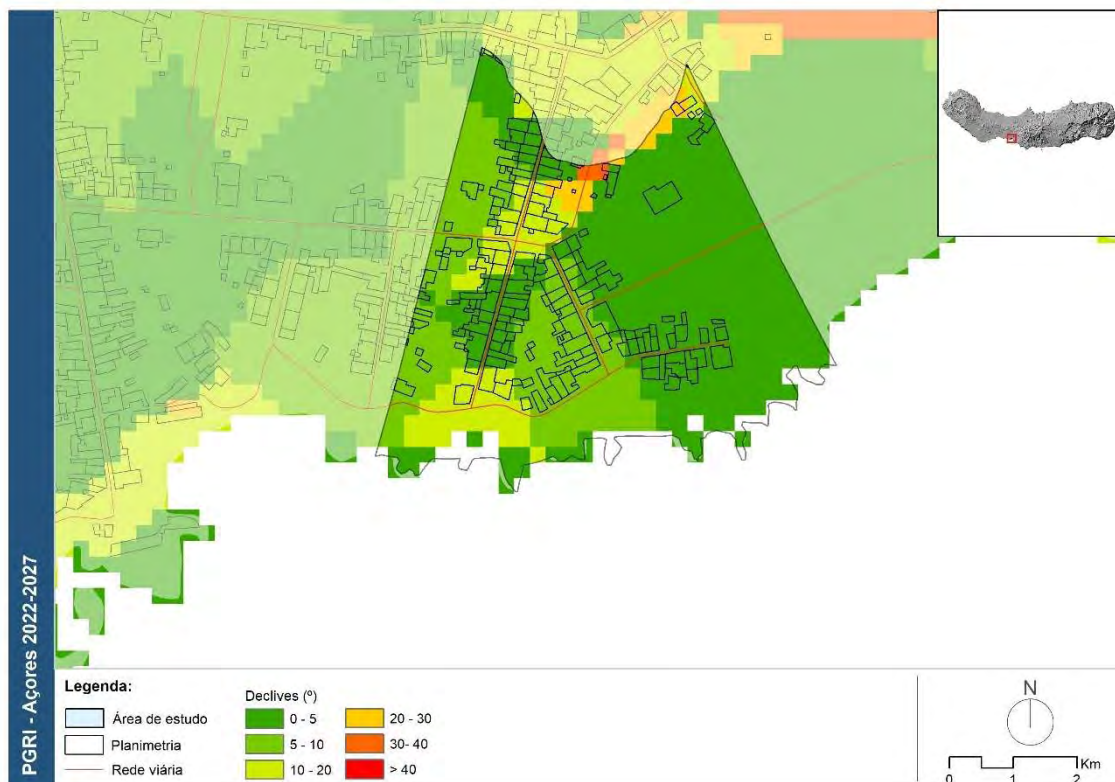 PGRI - Açores 2022-2027
Legenda:
Área de estudo
Planimetria
Rede viária
Declives (º)
0 - 5
5 - 10
10 - 20
20 - 30
30- 40
> 40
N
0 1 2 Km